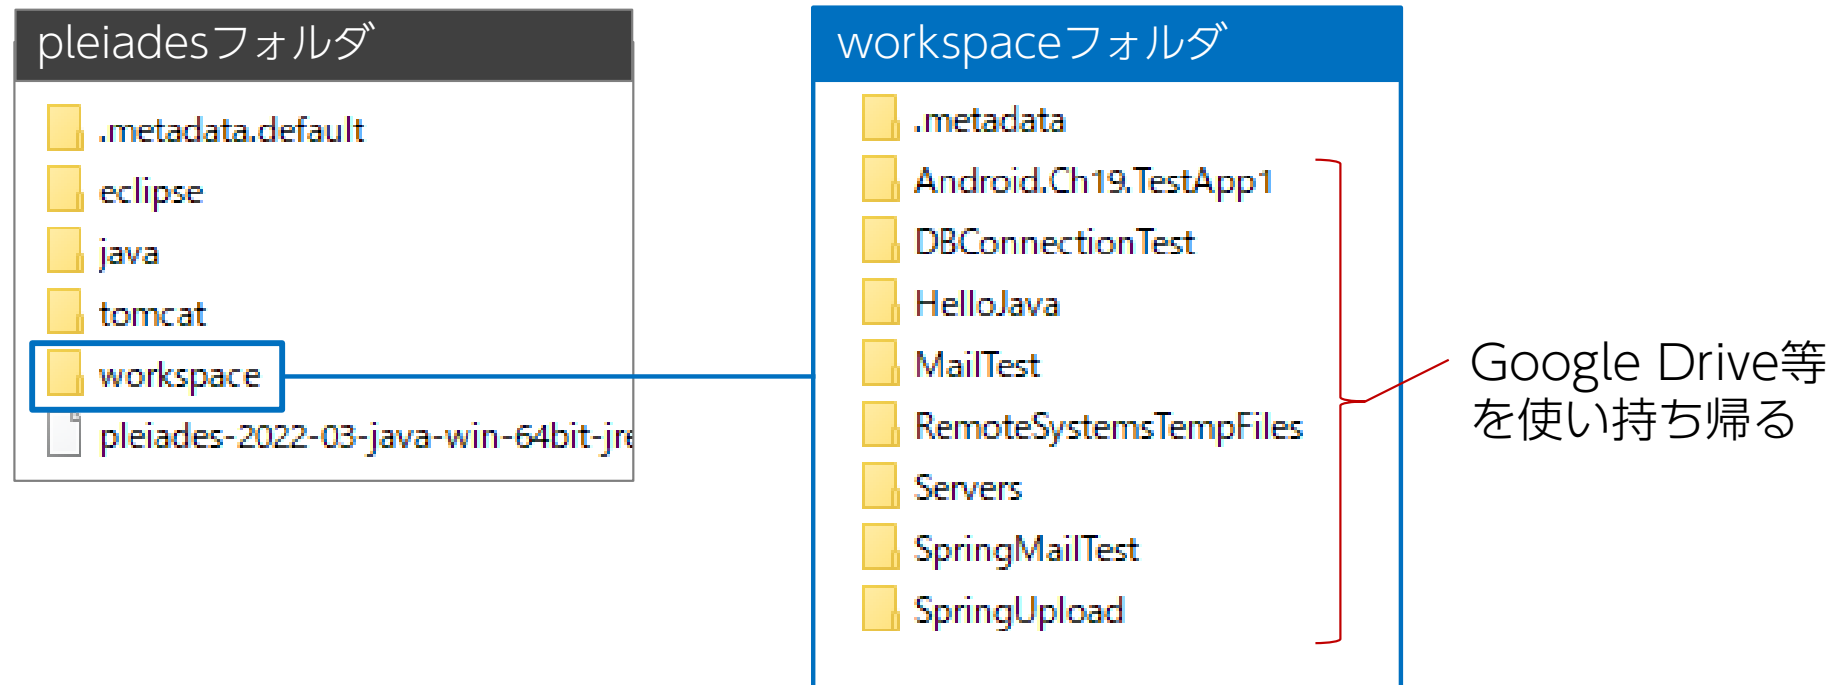 pleiadesフォルダ
.metadata.default
eclipse
java
tomcat
workspace
pleiades-2022-03-java-win-64bit-jre
workspaceフォルダ
.metadata
Android.Ch19.TestApp1
DBConnectionTest
HelloJava
MailTest
RemoteSystemsTempFiles
Servers
SpringMailTest
SpringUpload
Google Drive等
を使い持ち帰る